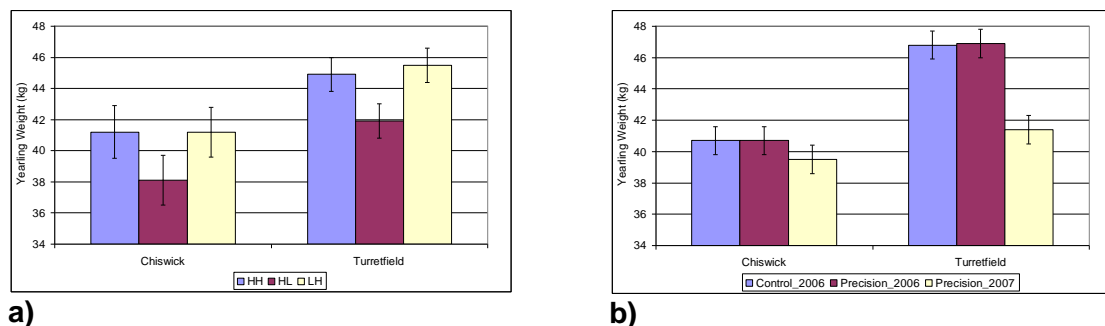 48
46
44
42
40
38
36
34
Yearling Weight (kg)
Chiswick Turretfield
HH HL LH
a)
48
46
44
42
40
38
36
34
Yearling Weight (kg)
Chiswick Turretfield
Control_2006 Precision_2006 Precision_2007
b)